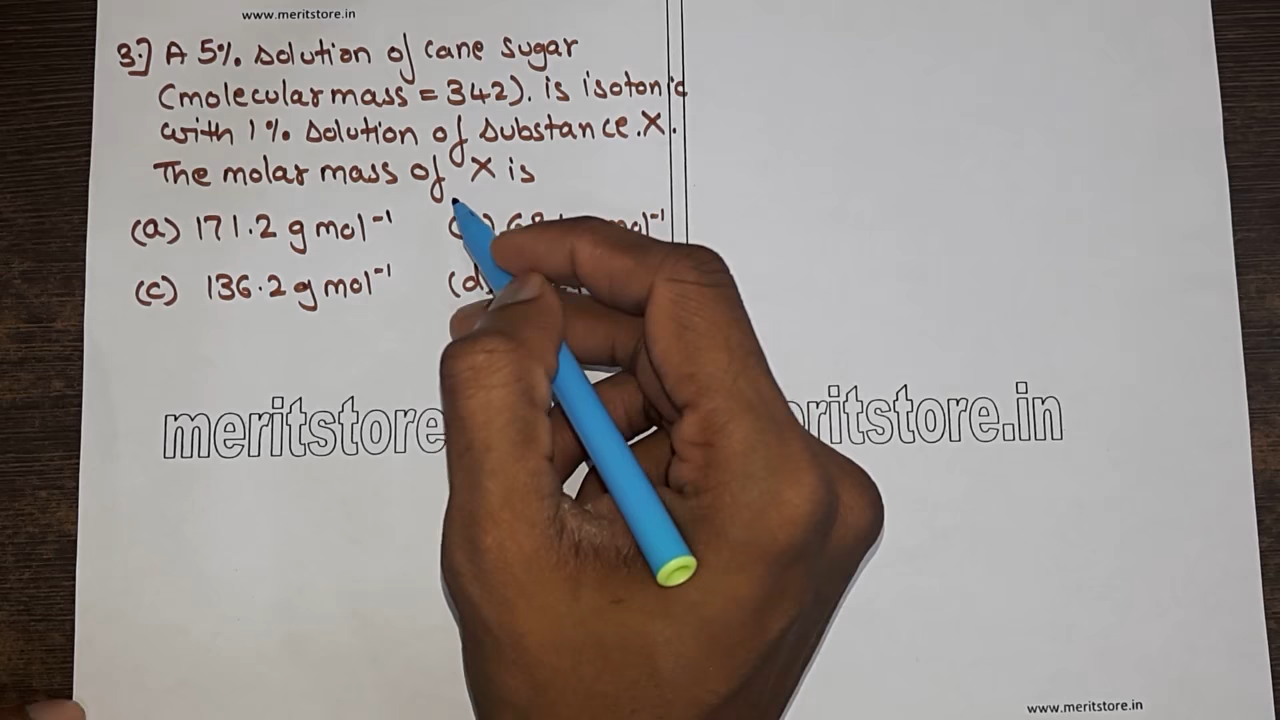 www.meritstore.in
3.] A 5% solution of cane sugar
(molecular mass = 342). is isotonic
with 1% solution of substance.X.
The molar mass of X is
(a) 171.2 g mol⁻¹
(c) 136.2 g mol⁻¹ (d)
meritstore
meritstore.in
www.meritstore.in